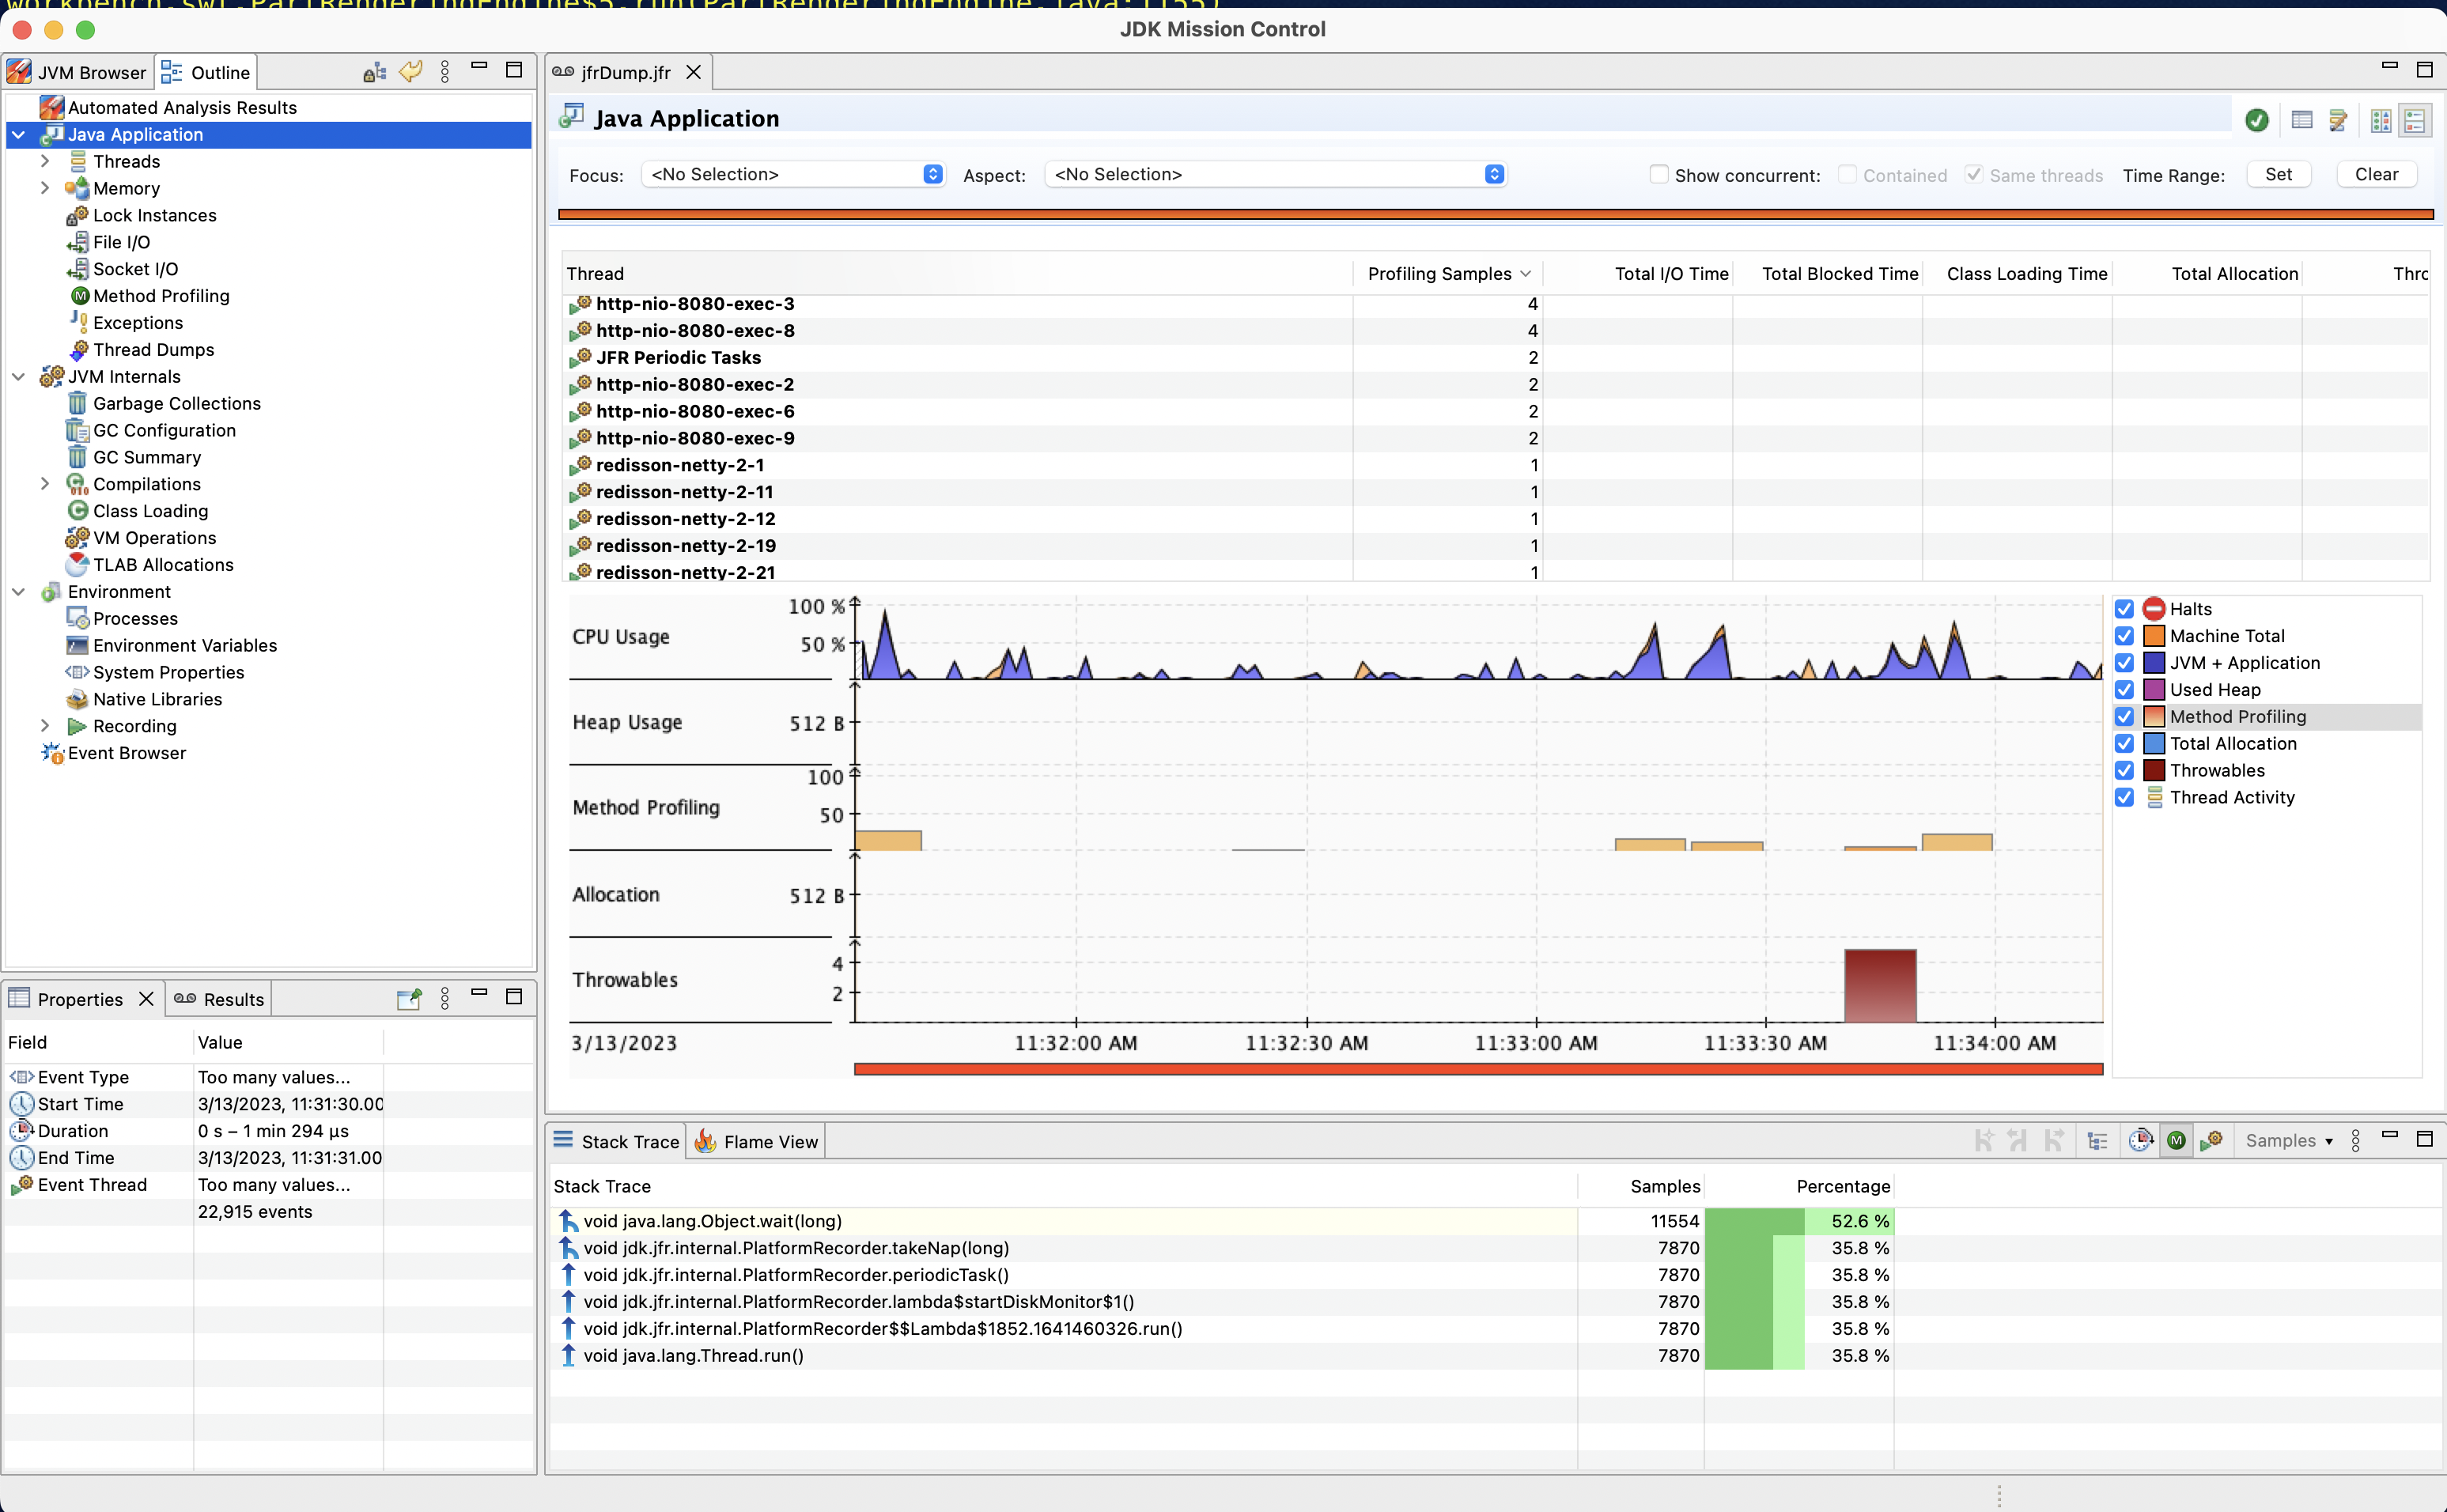 workbench.swt.PartRenderingEngine$5.run(PartRenderingEngine.java:1155)
JDK Mission Control
JVM Browser
Outline
Automated Analysis Results
Java Application
Threads
Memory
Lock Instances
File I/O
Socket I/O
Method Profiling
Exceptions
Thread Dumps
JVM Internals
Garbage Collections
GC Configuration
GC Summary
Compilations
Class Loading
VM Operations
TLAB Allocations
Environment
Processes
Environment Variables
System Properties
Native Libraries
Recording
Event Browser
Properties
Results
Field Value
Event Type Too many values...
Start Time 3/13/2023, 11:31:30.00
Duration 0 s – 1 min 294 µs
End Time 3/13/2023, 11:31:31.00
Event Thread Too many values...
22,915 events
jfrDump.jfr
Java Application
Focus: <No Selection> Aspect: <No Selection> Show concurrent: Contained Same threads Time Range: Set Clear
Thread Profiling Samples Total I/O Time Total Blocked Time Class Loading Time Total Allocation Thrc
http-nio-8080-exec-3 4
http-nio-8080-exec-8 4
JFR Periodic Tasks 2
http-nio-8080-exec-2 2
http-nio-8080-exec-6 2
http-nio-8080-exec-9 2
redisson-netty-2-1 1
redisson-netty-2-11 1
redisson-netty-2-12 1
redisson-netty-2-19 1
redisson-netty-2-21 1
100 %
CPU Usage
50 %
Heap Usage 512 B
100
Method Profiling
50
Allocation 512 B
4
Throwables
2
3/13/2023 11:32:00 AM 11:32:30 AM 11:33:00 AM 11:33:30 AM 11:34:00 AM
Halts
Machine Total
JVM + Application
Used Heap
Method Profiling
Total Allocation
Throwables
Thread Activity
Stack Trace
Flame View
Samples
Stack Trace Samples Percentage
void java.lang.Object.wait(long) 11554 52.6 %
void jdk.jfr.internal.PlatformRecorder.takeNap(long) 7870 35.8 %
void jdk.jfr.internal.PlatformRecorder.periodicTask() 7870 35.8 %
void jdk.jfr.internal.PlatformRecorder.lambda$startDiskMonitor$1() 7870 35.8 %
void jdk.jfr.internal.PlatformRecorder$$Lambda$1852.1641460326.run() 7870 35.8 %
void java.lang.Thread.run() 7870 35.8 %